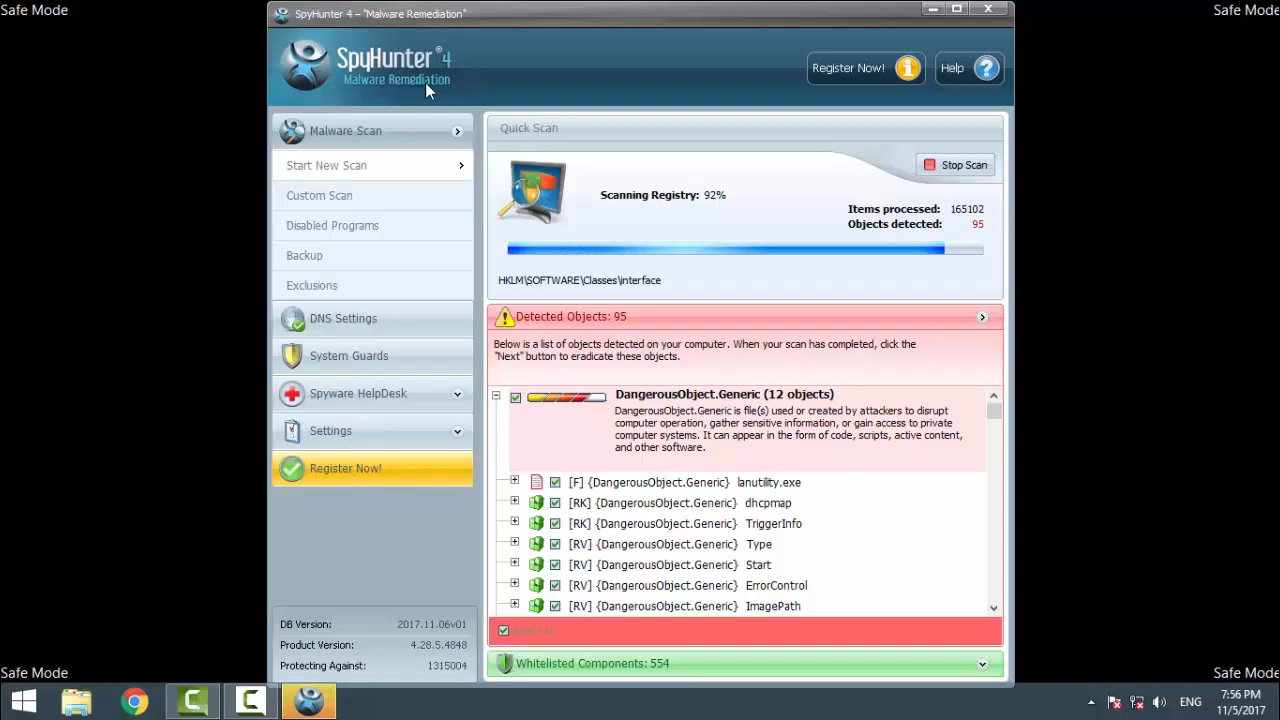 Safe Mode
Safe Mode
SpyHunter 4 – "Malware Remediation"
SpyHunter® 4
Malware Remediation
Register Now!
Help
Malware Scan
Start New Scan
Custom Scan
Disabled Programs
Backup
Exclusions
DNS Settings
System Guards
Spyware HelpDesk
Settings
Register Now!
DB Version: 2017.11.06v01
Product Version: 4.28.5.4848
Protecting Against: 1315004
Quick Scan
Stop Scan
Scanning Registry: 92%
Items processed: 165102
Objects detected: 95
HKLM\SOFTWARE\Classes\interface
Detected Objects: 95
Below is a list of objects detected on your computer. When your scan has completed, click the
"Next" button to eradicate these objects.
DangerousObject.Generic (12 objects)
DangerousObject.Generic is file(s) used or created by attackers to disrupt
computer operation, gather sensitive information, or gain access to private
computer systems. It can appear in the form of code, scripts, active content,
and other software.
[F] {DangerousObject.Generic} lanutility.exe
[RK] {DangerousObject.Generic} dhcpmap
[RK] {DangerousObject.Generic} TriggerInfo
[RV] {DangerousObject.Generic} Type
[RV] {DangerousObject.Generic} Start
[RV] {DangerousObject.Generic} ErrorControl
[RV] {DangerousObject.Generic} ImagePath
Select All
Whitelisted Components: 554
Safe Mode
Safe Mode
ENG
7:56 PM
11/5/2017